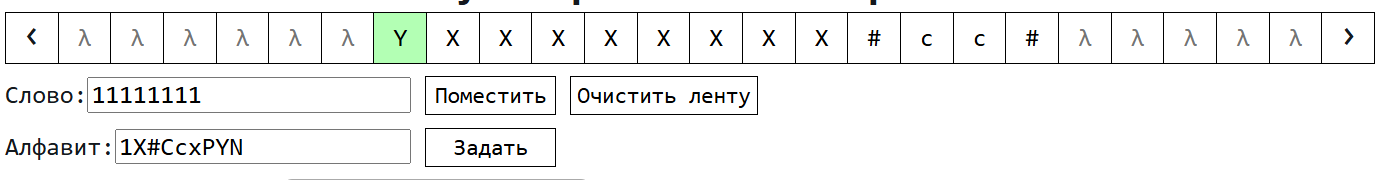 < λ λ λ λ λ λ Y X X X X X X X X # c c # λ λ λ λ λ >
Слово: 11111111 Поместить Очистить ленту
Алфавит: 1X#CcxPYN Задать